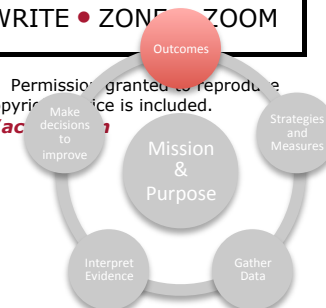 WRITE • ZONE • ZOOM
Outcomes
Permission granted to reproduce
ice is included.
Make
decisions
to
improve
Strategies
and
Measures
Mission
&
Purpose
Interpret
Evidence
Gather
Data